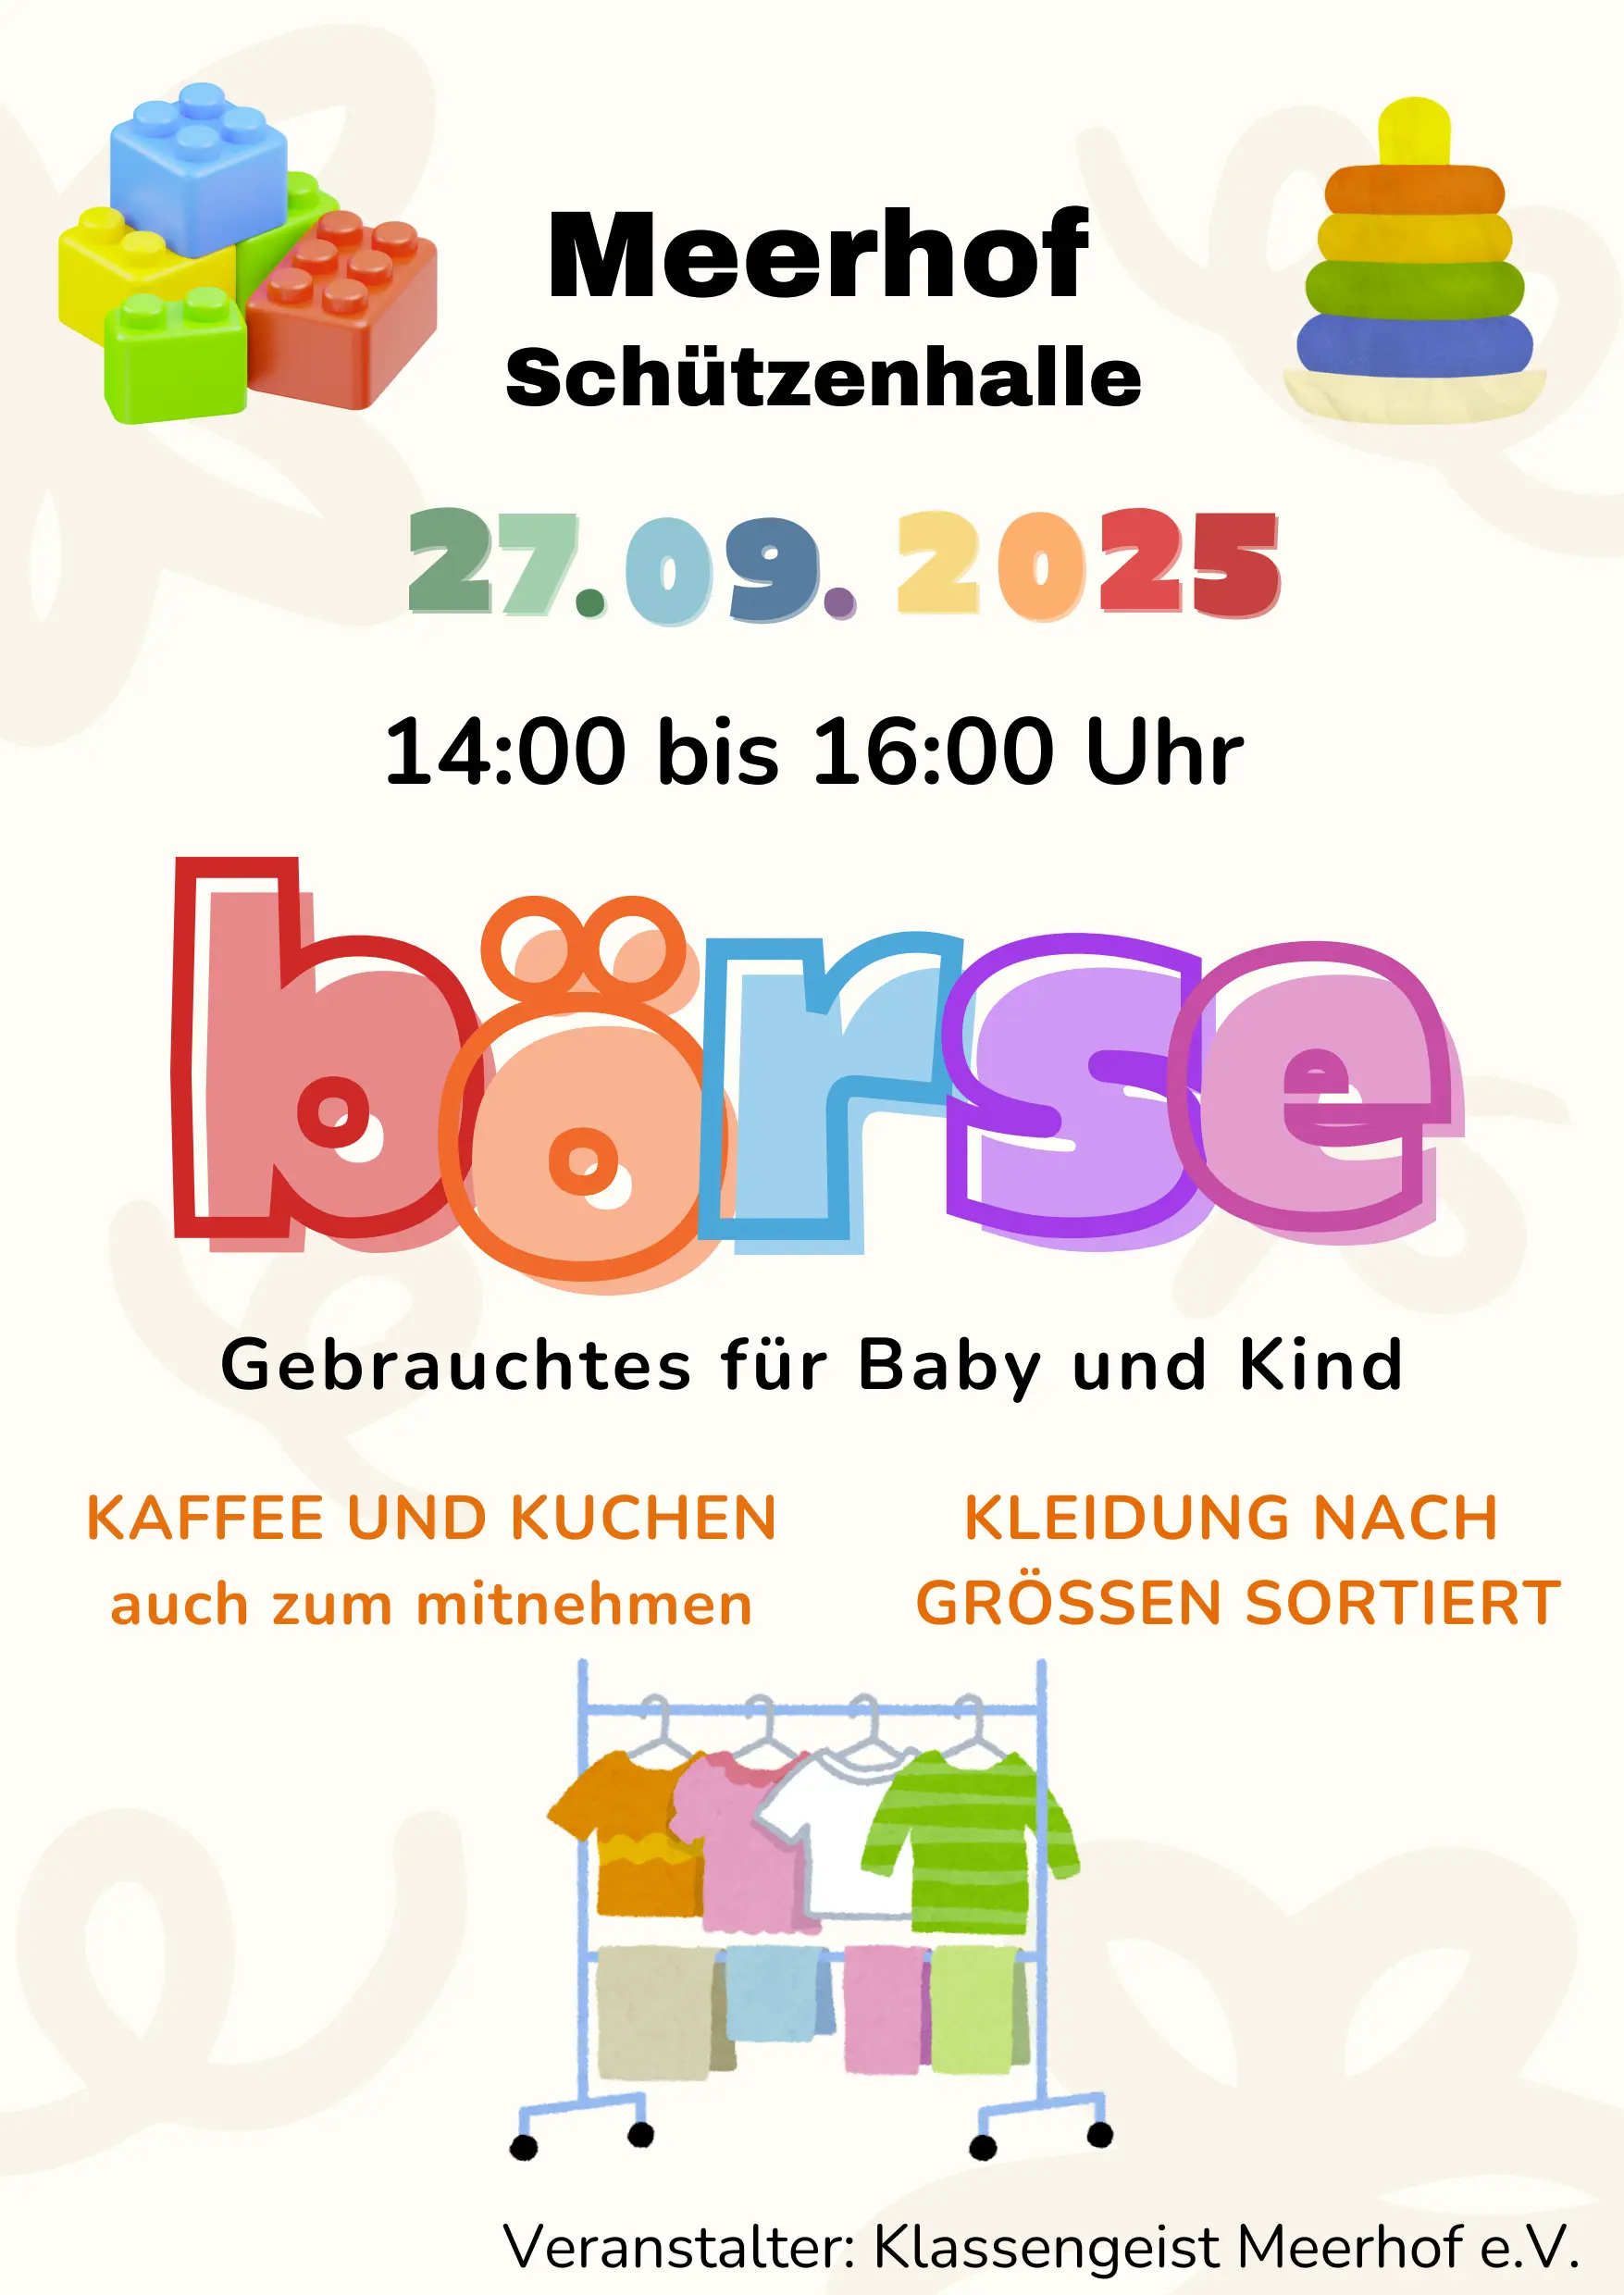 Meerhof
Schützenhalle
27.09. 2025
14:00 bis 16:00 Uhr
börse
Gebrauchtes für Baby und Kind
KAFFEE UND KUCHEN
auch zum mitnehmen
KLEIDUNG NACH
GRÖSSEN SORTIERT
Veranstalter: Klassengeist Meerhof e.V.